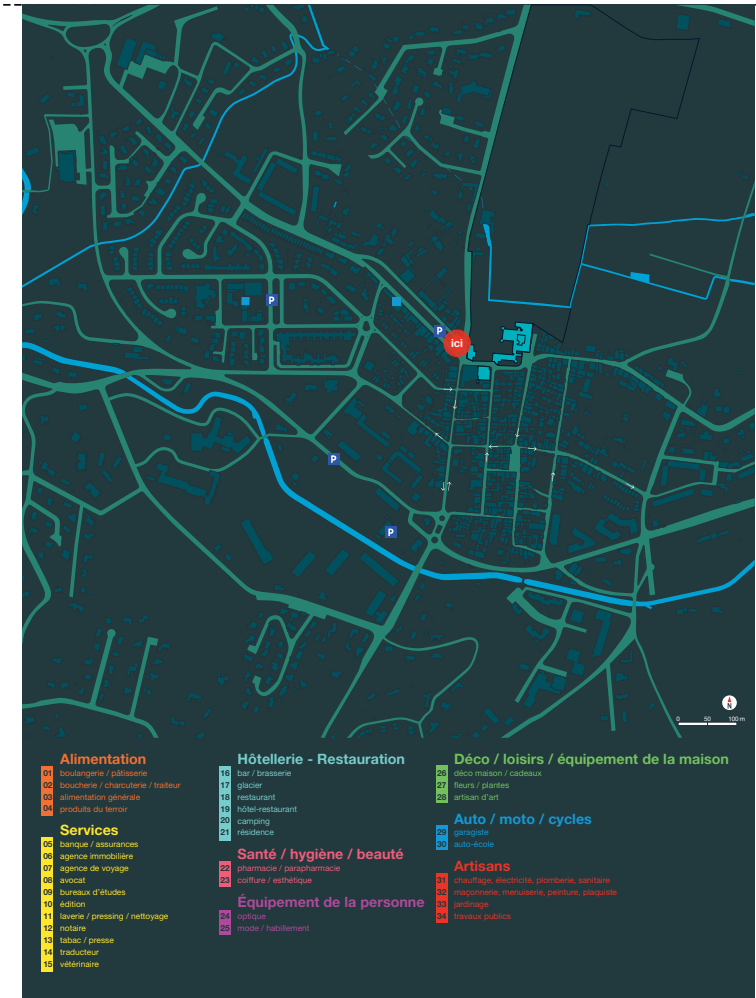 P
P
ici
P
P
N
0 50 100 m
Alimentation
01 boulangerie / pâtisserie
02 boucherie / charcuterie / traiteur
03 alimentation générale
04 produits du terroir
Services
05 banque / assurances
06 agence immobilière
07 agence de voyage
08 avocat
09 bureaux d'études
10 édition
11 laverie / pressing / nettoyage
12 notaire
13 tabac / presse
14 traducteur
15 vétérinaire
Hôtellerie - Restauration
16 bar / brasserie
17 glacier
18 restaurant
19 hôtel-restaurant
20 camping
21 résidence
Santé / hygiène / beauté
22 pharmacie / parapharmacie
23 coiffure / esthétique
Équipement de la personne
24 optique
25 mode / habillement
Déco / loisirs / équipement de la maison
26 déco maison / cadeaux
27 fleurs / plantes
28 artisan d'art
Auto / moto / cycles
29 garagiste
30 auto-école
Artisans
31 chauffage, électricité, plomberie, sanitaire
32 maçonnerie, menuiserie, peinture, plaquiste
33 jardinage
34 travaux publics